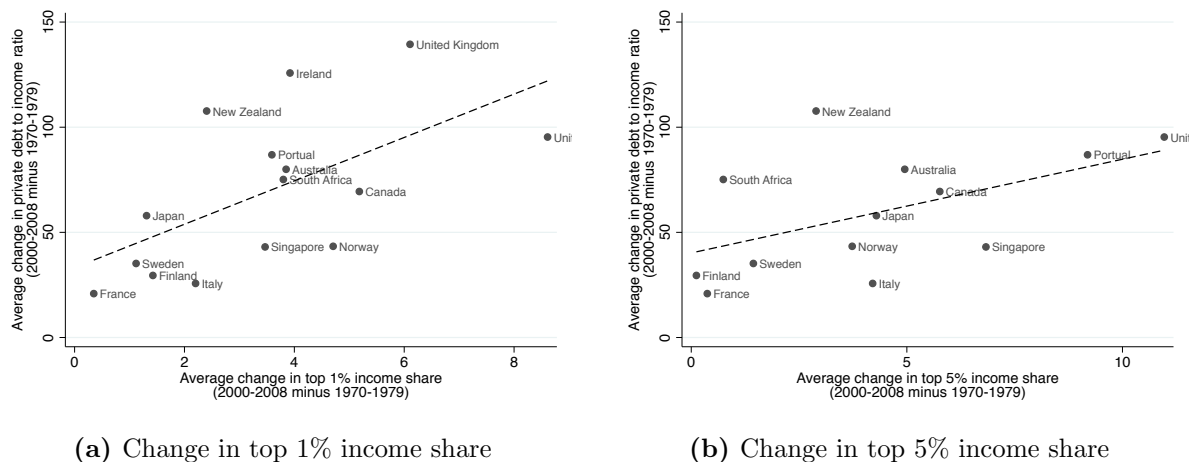 Average change in private debt to income ratio
(2000-2008 minus 1970-1979)
150
100
50
0
United Kingdom
Ireland
New Zealand
Unit
Portual
Australia
South Africa
Canada
Japan
Singapore
Norway
Sweden
Finland
Italy
France
0 2 4 6 8
Average change in top 1% income share
(2000-2008 minus 1970-1979)
(a) Change in top 1% income share
Average change in private debt to income ratio
(2000-2008 minus 1970-1979)
150
100
50
0
New Zealand
Unit
Portual
Australia
South Africa
Canada
Japan
Norway
Singapore
Sweden
Finland
Italy
France
0 5 10
Average change in top 5% income share
(2000-2008 minus 1970-1979)
(b) Change in top 5% income share